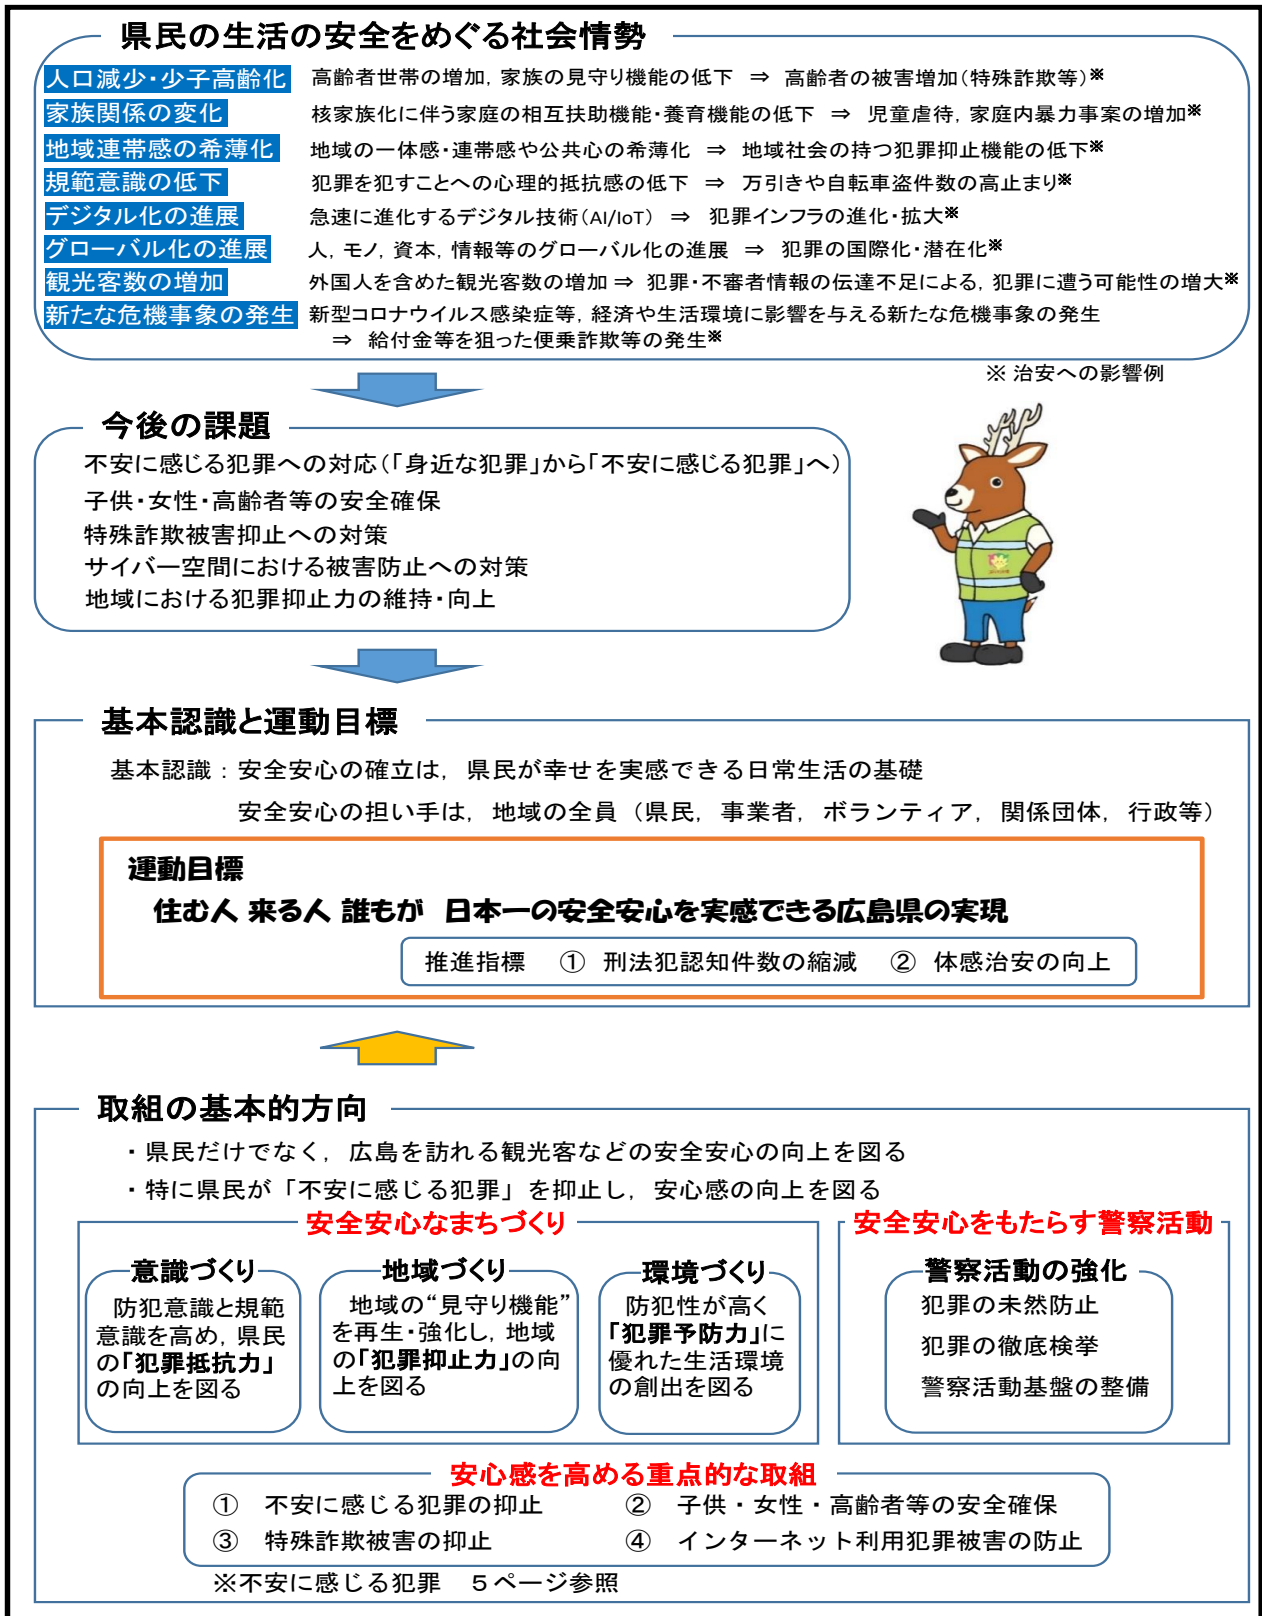 県民の生活の安全をめぐる社会情勢
人口減少・少子高齢化 高齢者世帯の増加，家族の見守り機能の低下 ⇒ 高齢者の被害増加（特殊詐欺等）※
家族関係の変化 核家族化に伴う家庭の相互扶助機能・養育機能の低下 ⇒ 児童虐待，家庭内暴力事案の増加※
地域連帯感の希薄化 地域の一体感・連帯感や公共心の希薄化 ⇒ 地域社会の持つ犯罪抑止機能の低下※
規範意識の低下 犯罪を犯すことへの心理的抵抗感の低下 ⇒ 万引きや自転車盗件数の高止まり※
デジタル化の進展 急速に進化するデジタル技術（AI/IoT） ⇒ 犯罪インフラの進化・拡大※
グローバル化の進展 人，モノ，資本，情報等のグローバル化の進展 ⇒ 犯罪の国際化・潜在化※
観光客数の増加 外国人を含めた観光客数の増加 ⇒ 犯罪・不審者情報の伝達不足による，犯罪に遭う可能性の増大※
新たな危機事象の発生 新型コロナウイルス感染症等，経済や生活環境に影響を与える新たな危機事象の発生
⇒ 給付金等を狙った便乗詐欺等の発生※
※ 治安への影響例
今後の課題
不安に感じる犯罪への対応（「身近な犯罪」から「不安に感じる犯罪」へ）
子供・女性・高齢者等の安全確保
特殊詐欺被害抑止への対策
サイバー空間における被害防止への対策
地域における犯罪抑止力の維持・向上
基本認識と運動目標
基本認識：安全安心の確立は，県民が幸せを実感できる日常生活の基礎
安全安心の担い手は，地域の全員（県民，事業者，ボランティア，関係団体，行政等）
運動目標
住む人 来る人 誰もが 日本一の安全安心を実感できる広島県の実現
推進指標 ① 刑法犯認知件数の縮減 ② 体感治安の向上
取組の基本的方向
・県民だけでなく，広島を訪れる観光客などの安全安心の向上を図る
・特に県民が「不安に感じる犯罪」を抑止し，安心感の向上を図る
安全安心なまちづくり
意識づくり
防犯意識と規範
意識を高め，県民
の「犯罪抵抗力」
の向上を図る
地域づくり
地域の“見守り機能”
を再生・強化し，地域
の「犯罪抑止力」の向
上を図る
環境づくり
防犯性が高く
「犯罪予防力」に
優れた生活環境
の創出を図る
安全安心をもたらす警察活動
警察活動の強化
犯罪の未然防止
犯罪の徹底検挙
警察活動基盤の整備
安心感を高める重点的な取組
① 不安に感じる犯罪の抑止 ② 子供・女性・高齢者等の安全確保
③ 特殊詐欺被害の抑止 ④ インターネット利用犯罪被害の防止
※不安に感じる犯罪 ５ページ参照